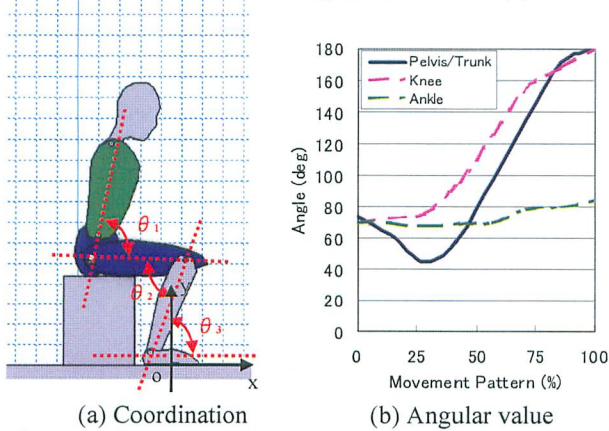 θ1
θ2
θ3
O
x
(a) Coordination
180
160
140
120
100
80
60
40
20
0
Angle (deg)
Pelvis/Trunk
Knee
Ankle
0 25 50 75 100
Movement Pattern (%)
(b) Angular value